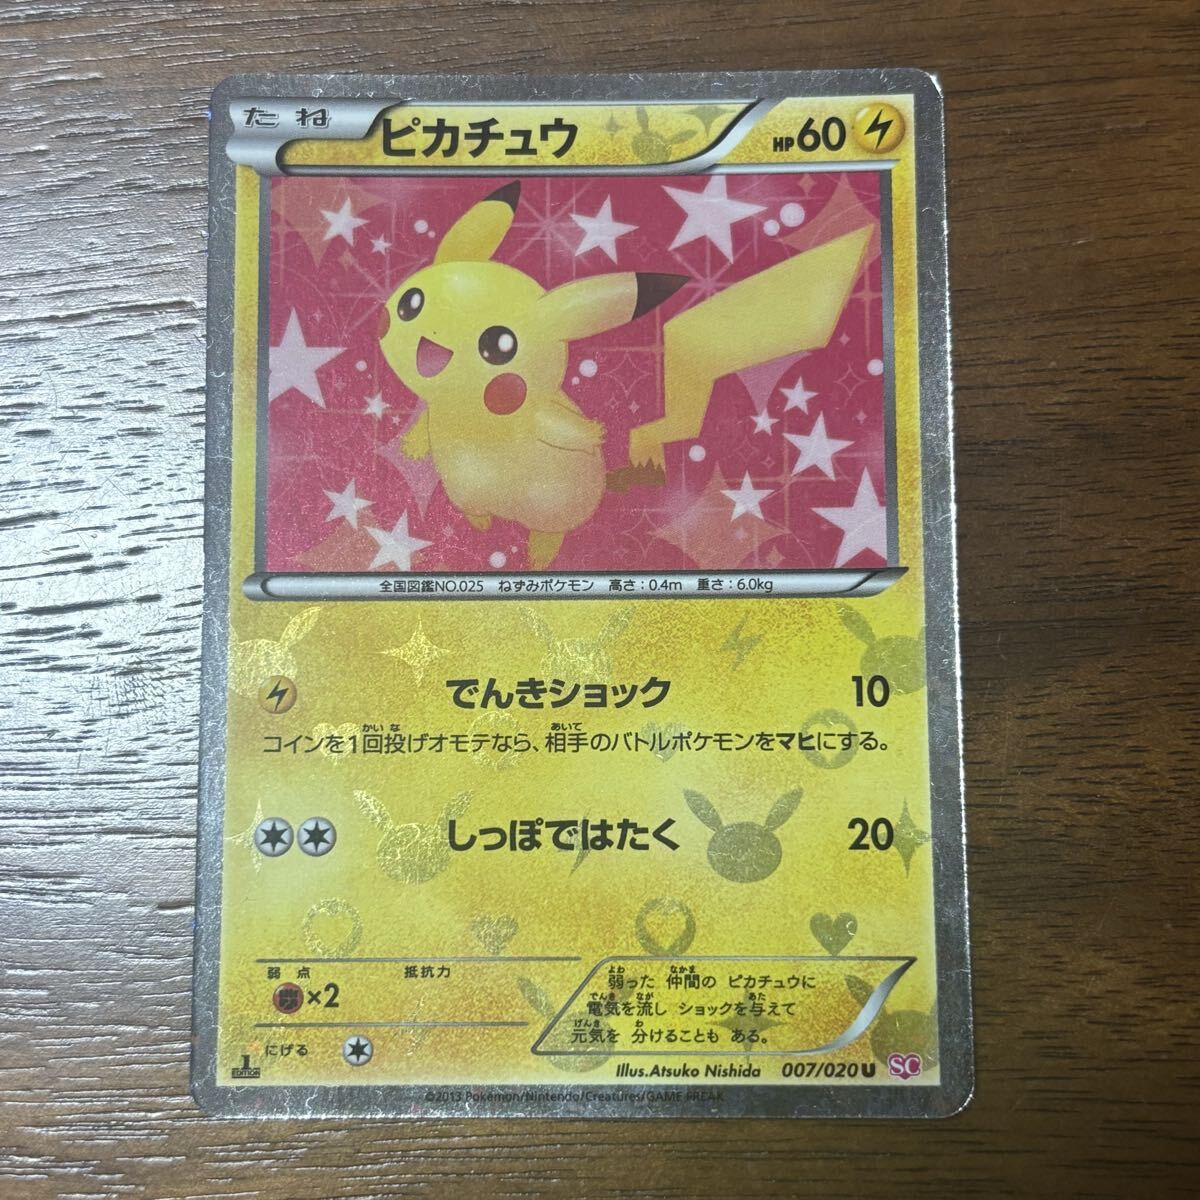 たね ピカチュウ HP60
全国図鑑NO.025 ねずみポケモン 高さ:0.4m 重さ:6.0kg
でんきショック 10
コインを1回投げオモテなら、相手のバトルポケモンをマヒにする。
しっぽではたく 20
弱点 抵抗力
×2
にげる
弱った 仲間の ピカチュウに
電気を流し ショックを与えて
元気を 分けることも ある。
1 EDITION
Illus.Atsuko Nishida 007/020 U SC
©2013 Pokémon/Nintendo/Creatures/GAME FREAK